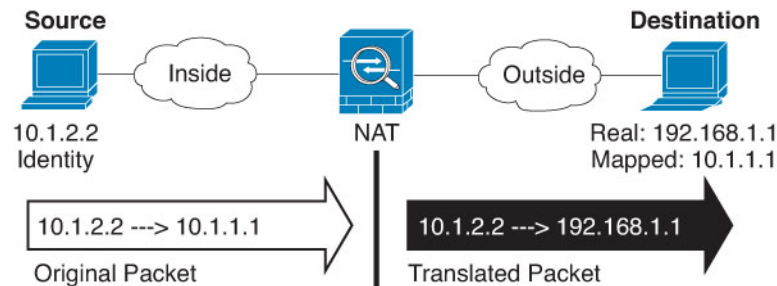 Source
Destination
Inside
Outside
10.1.2.2
Identity
NAT
Real: 192.168.1.1
Mapped: 10.1.1.1
10.1.2.2 ---> 10.1.1.1
10.1.2.2 ---> 192.168.1.1
Original Packet
Translated Packet